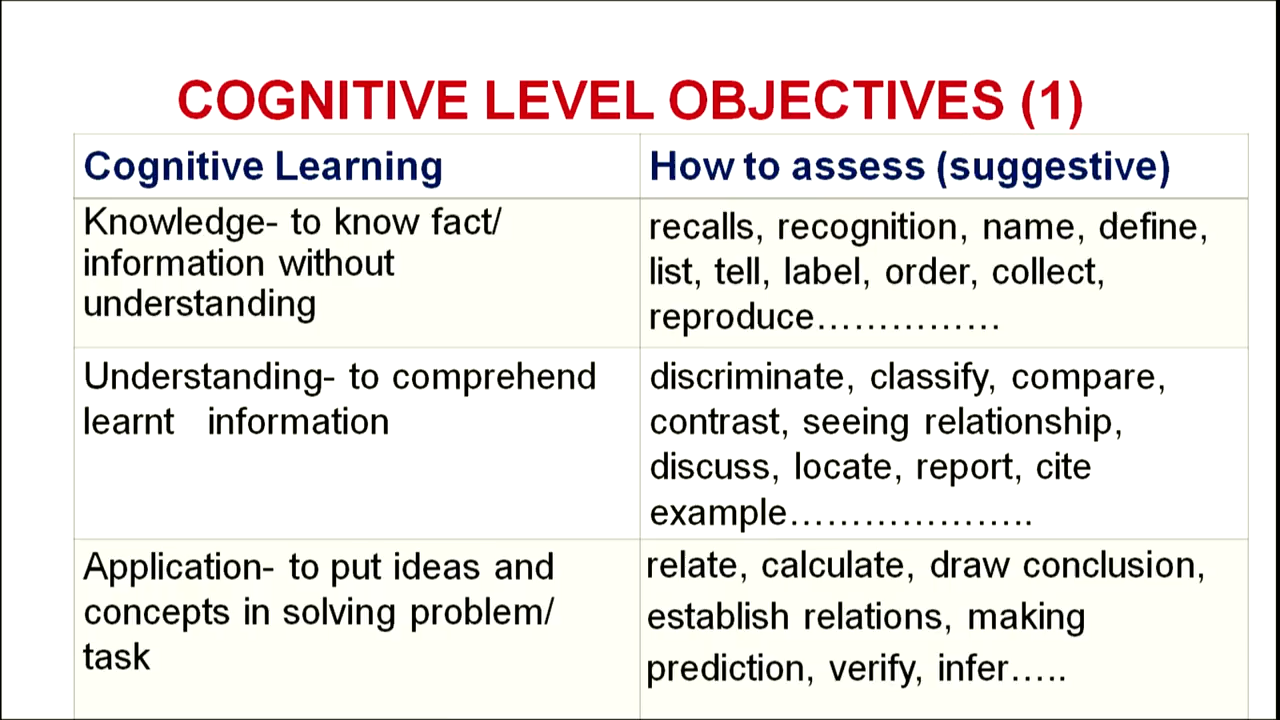 COGNITIVE LEVEL OBJECTIVES (1)
Cognitive Learning
How to assess (suggestive)
Knowledge- to know fact/
information without
understanding
recalls, recognition, name, define,
list, tell, label, order, collect,
reproduce……………
Understanding- to comprehend
learnt information
discriminate, classify, compare,
contrast, seeing relationship,
discuss, locate, report, cite
example…………………..
Application- to put ideas and
concepts in solving problem/
task
relate, calculate, draw conclusion,
establish relations, making
prediction, verify, infer…..